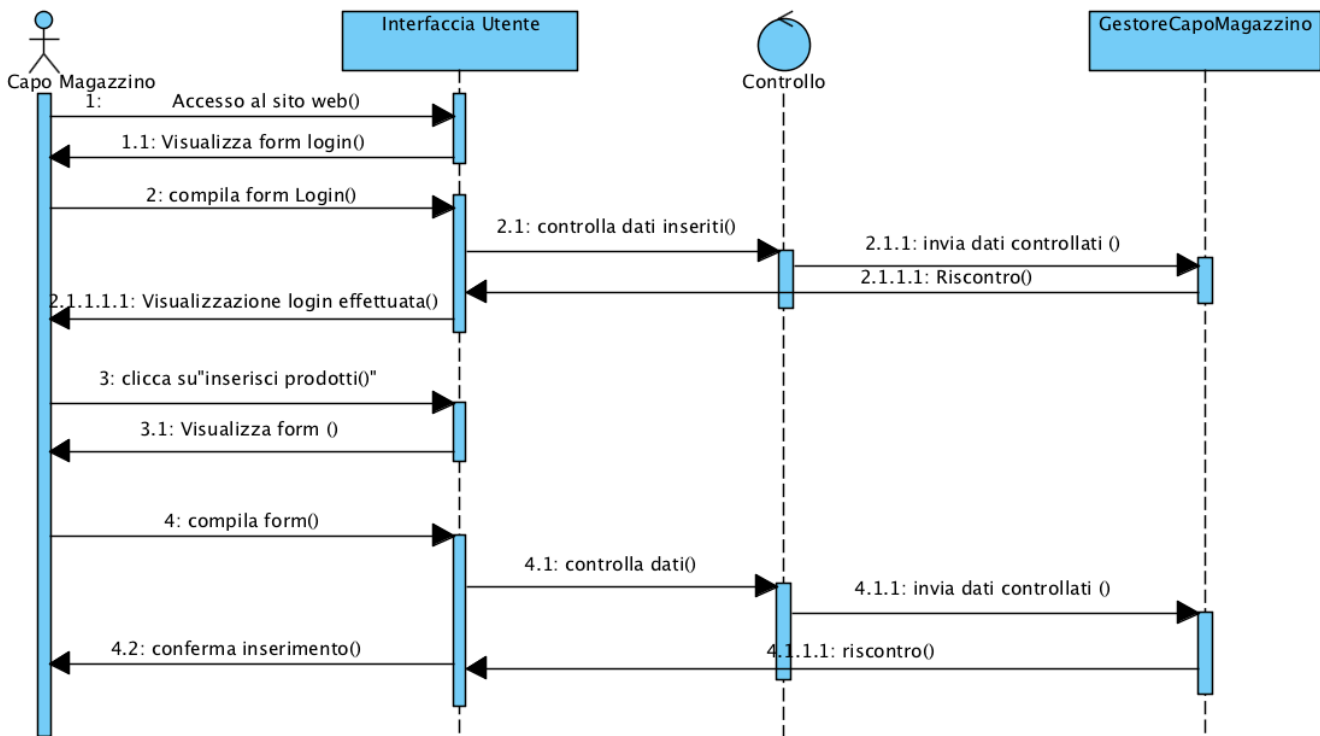 Interfaccia Utente
GestoreCapoMagazzino
Capo Magazzino
Controllo
1: Accesso al sito web()
1.1: Visualizza form login()
2: compila form Login()
2.1: controlla dati inseriti()
2.1.1: invia dati controllati ()
2.1.1.1: Riscontro()
2.1.1.1.1: Visualizzazione login effettuata()
3: clicca su"inserisci prodotti()"
3.1: Visualizza form ()
4: compila form()
4.1: controlla dati()
4.1.1: invia dati controllati ()
4.2: conferma inserimento()
4.1.1.1: riscontro()